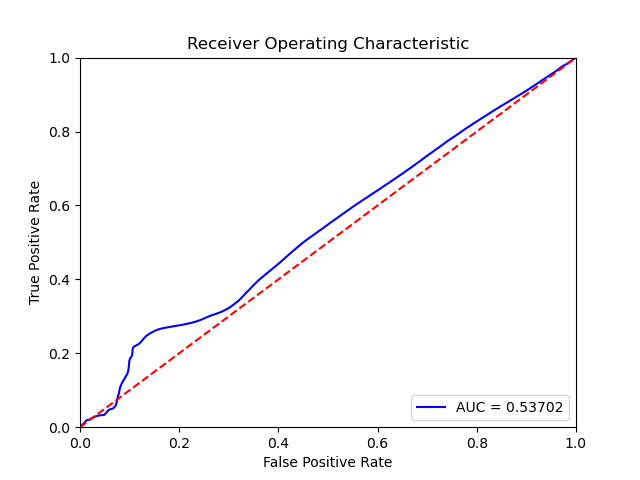 Receiver Operating Characteristic
True Positive Rate
1.0
0.8
0.6
0.4
0.2
0.0
AUC = 0.53702
0.0 0.2 0.4 0.6 0.8 1.0
False Positive Rate